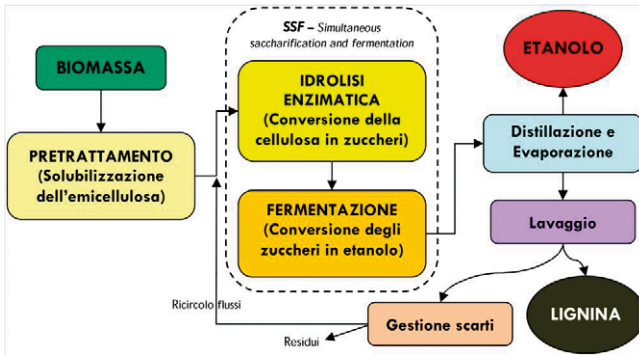 SSF – Simultaneous
saccharification and fermentation
ETANOLO
BIOMASSA
IDROLISI
ENZIMATICA
(Conversione della
cellulosa in zuccheri)
PRETRATTAMENTO
(Solubilizzazione
dell'emicellulosa)
Distillazione e
Evaporazione
FERMENTAZIONE
(Conversione degli
zuccheri in etanolo)
Lavaggio
Ricircolo flussi
Gestione scarti
LIGNINA
Residui